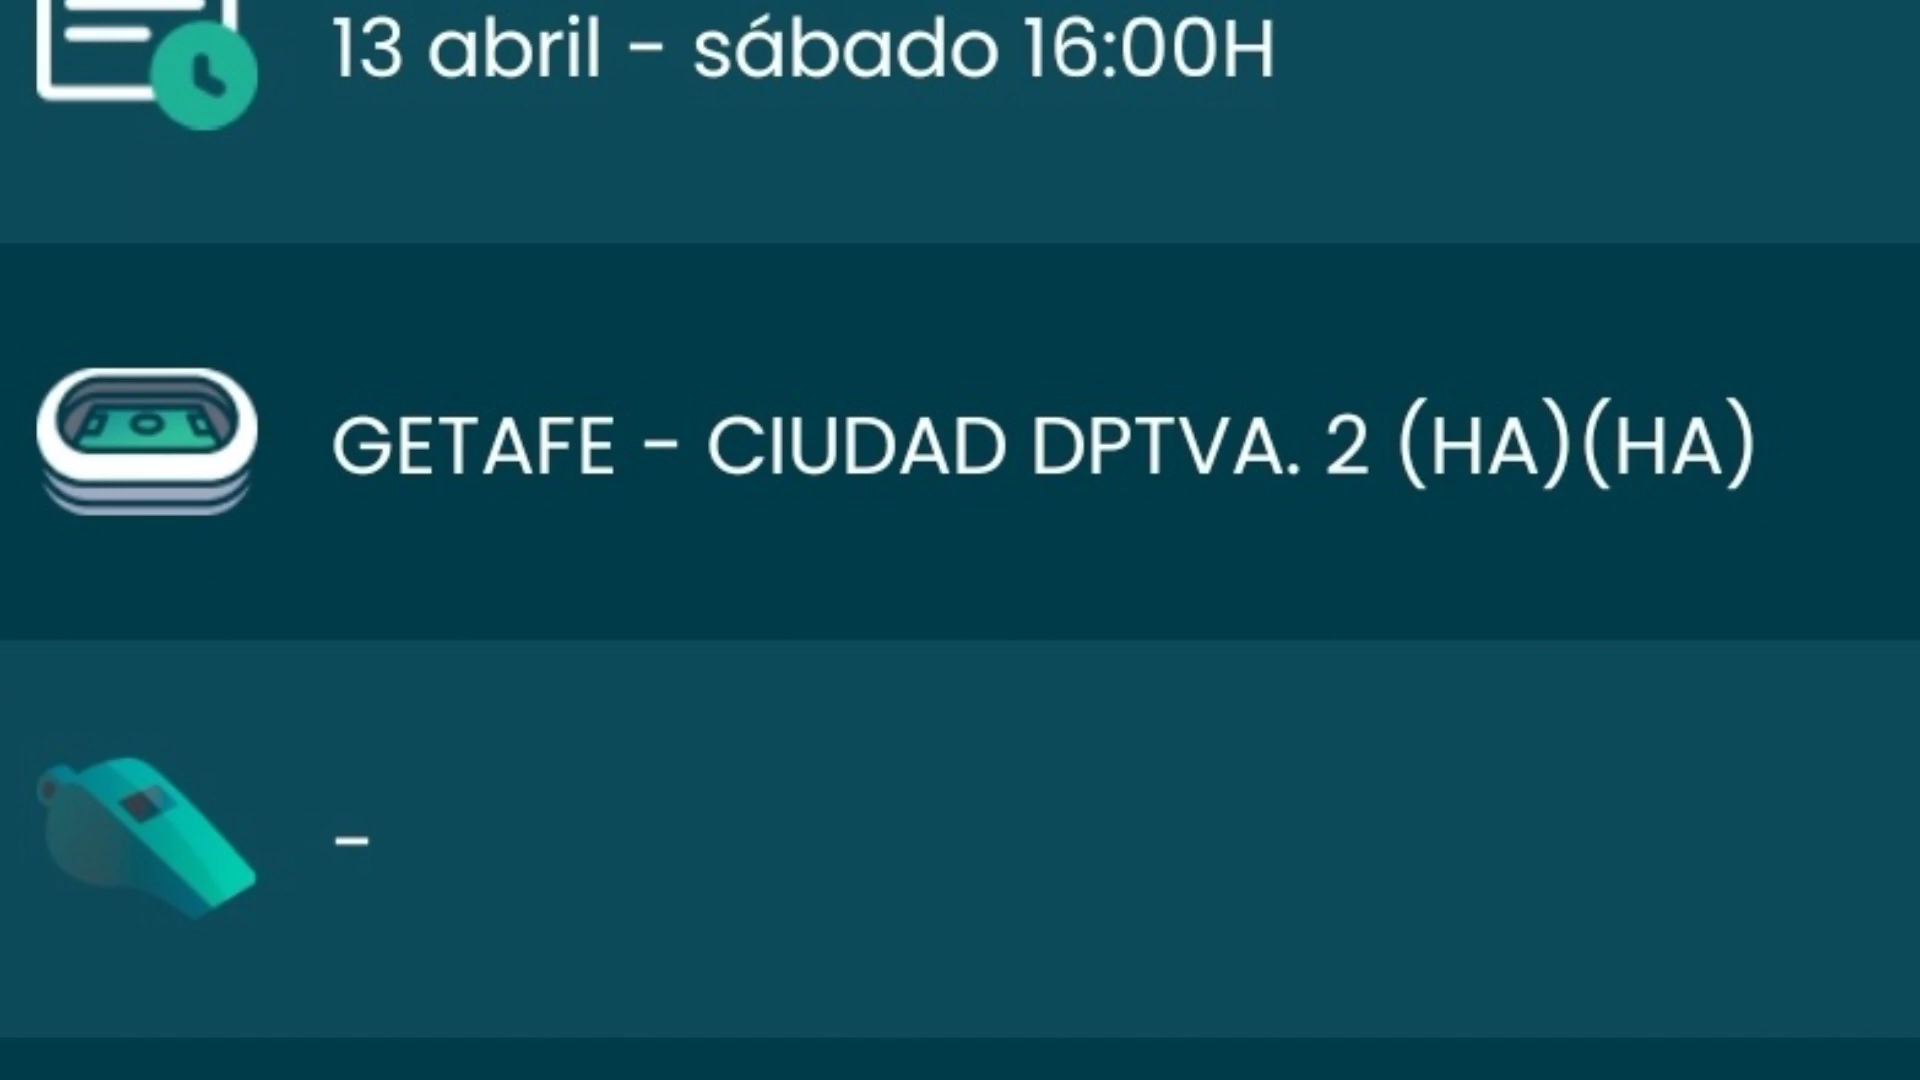 13 abril - sábado 16:00H
GETAFE - CIUDAD DPTVA. 2 (HA)(HA)
-